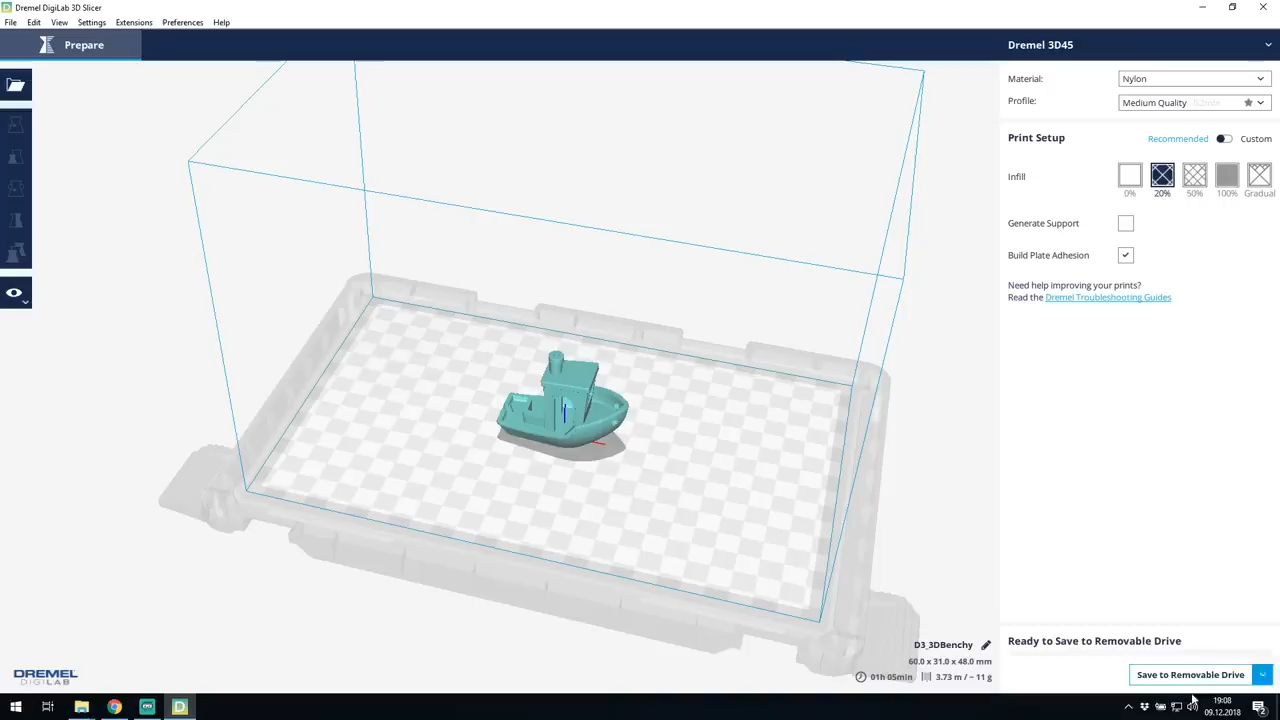 Dremel DigiLab 3D Slicer
File Edit View Settings Extensions Preferences Help
Prepare
Dremel 3D45
Material: Nylon
Profile: Medium Quality 0.2mm
Print Setup Recommended Custom
Infill
0% 20% 50% 100% Gradual
Generate Support
Build Plate Adhesion
Need help improving your prints?
Read the Dremel Troubleshooting Guides
D3_3DBenchy
60.0 x 31.0 x 48.0 mm
01h 05min 3.73 m / ~ 11 g
Ready to Save to Removable Drive
Save to Removable Drive
DREMEL
DIGILAB
19:08
09.12.2018
2